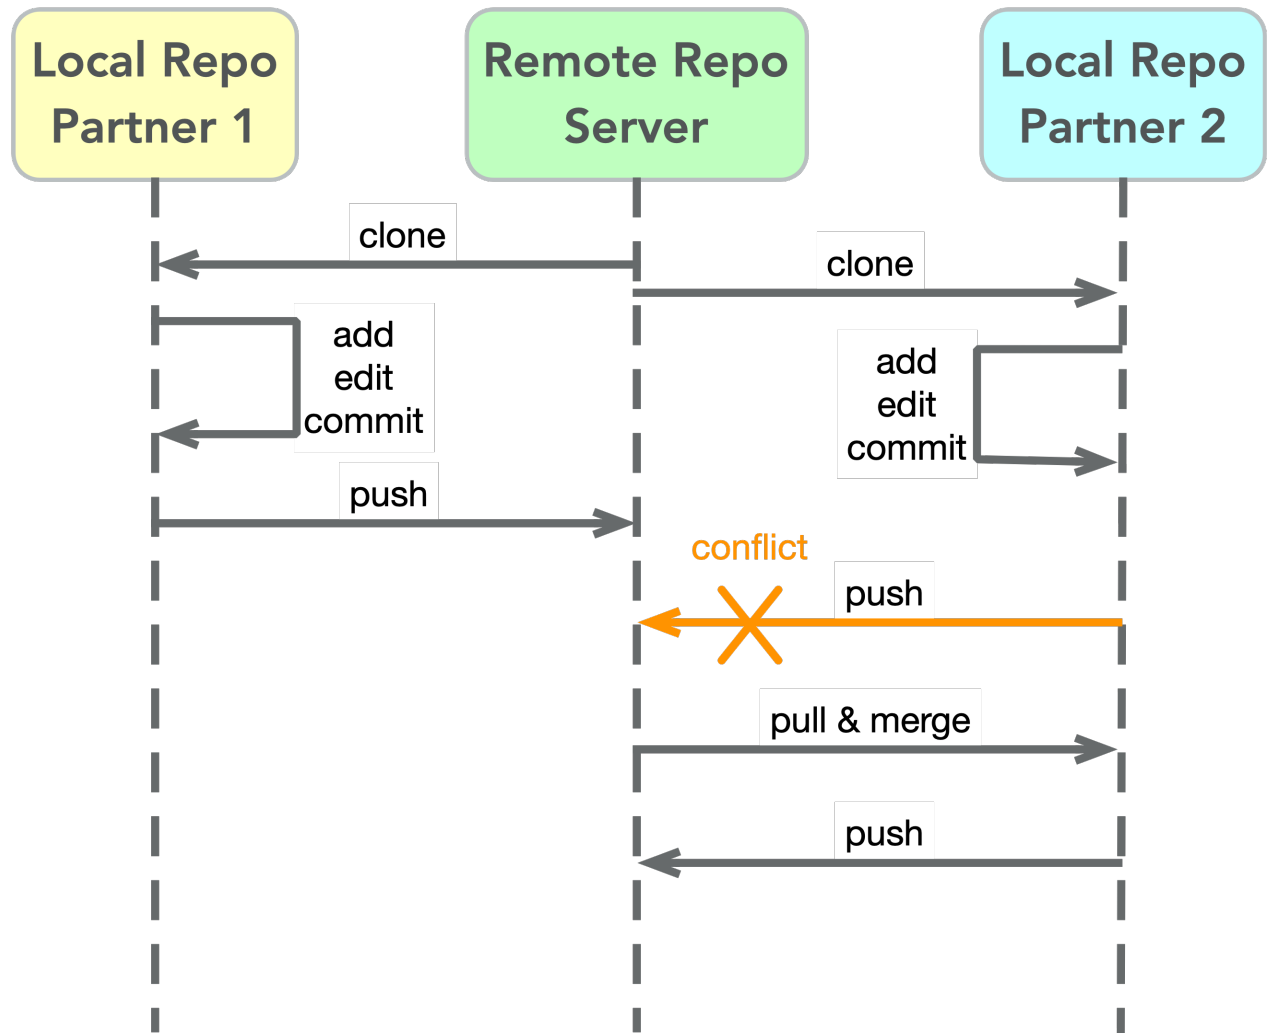 Local Repo
Partner 1
Remote Repo
Server
Local Repo
Partner 2
clone
clone
add
edit
commit
add
edit
commit
push
conflict
push
pull & merge
push